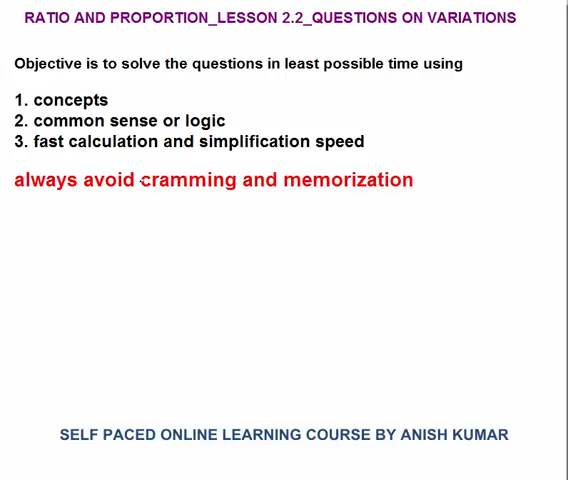 RATIO AND PROPORTION_LESSON 2.2_QUESTIONS ON VARIATIONS
Objective is to solve the questions in least possible time using
1. concepts
2. common sense or logic
3. fast calculation and simplification speed
always avoid cramming and memorization
SELF PACED ONLINE LEARNING COURSE BY ANISH KUMAR